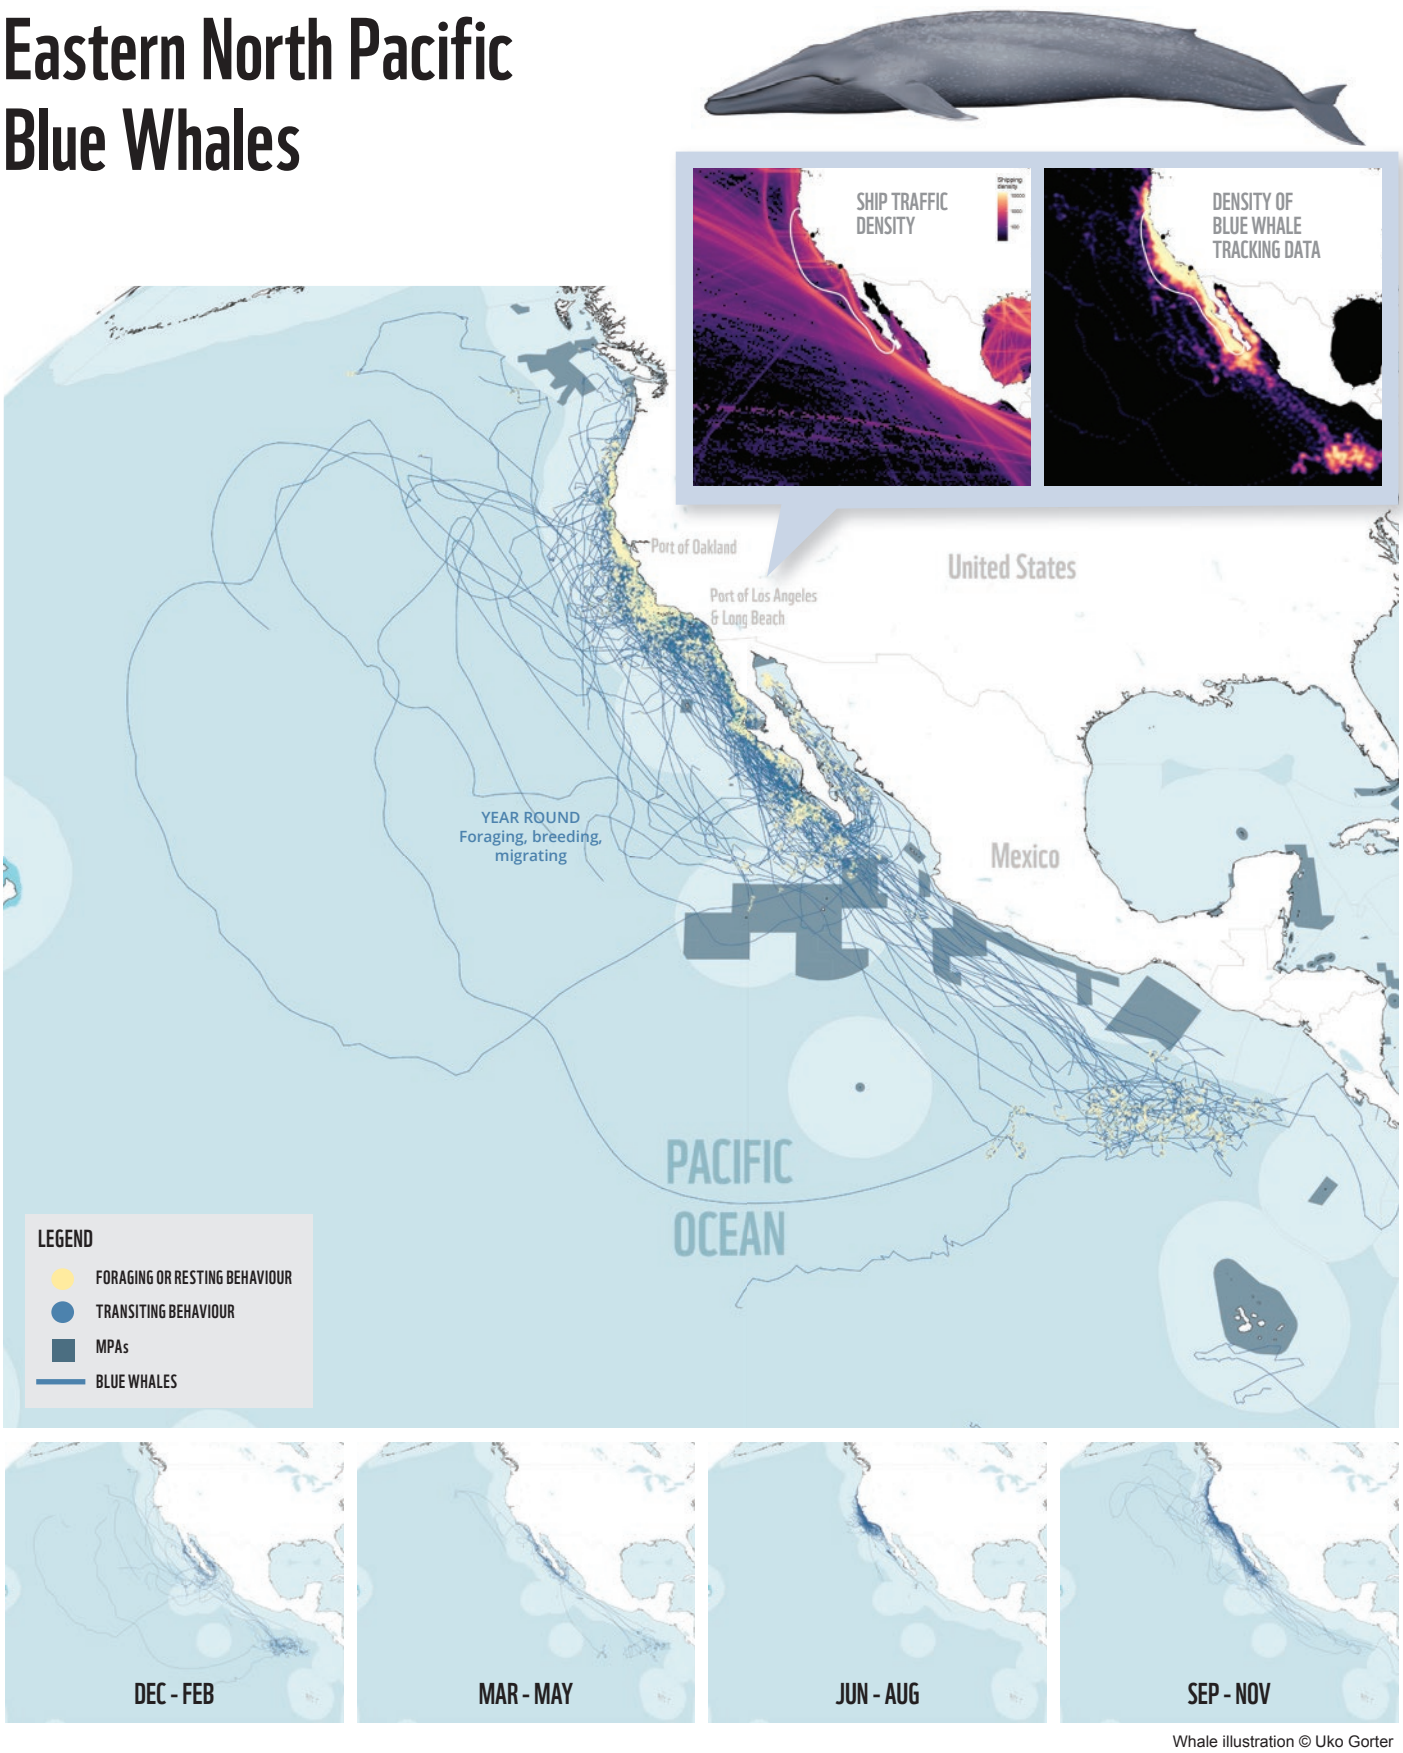 Eastern North Pacific
Blue Whales
SHIP TRAFFIC
DENSITY
Shipping
density
DENSITY OF
BLUE WHALE
TRACKING DATA
Port of Oakland
United States
Port of Los Angeles
& Long Beach
YEAR ROUND
Foraging, breeding,
migrating
Mexico
PACIFIC
OCEAN
LEGEND
FORAGING OR RESTING BEHAVIOUR
TRANSITING BEHAVIOUR
MPAs
BLUE WHALES
DEC - FEB
MAR - MAY
JUN - AUG
SEP - NOV
Whale illustration © Uko Gorter